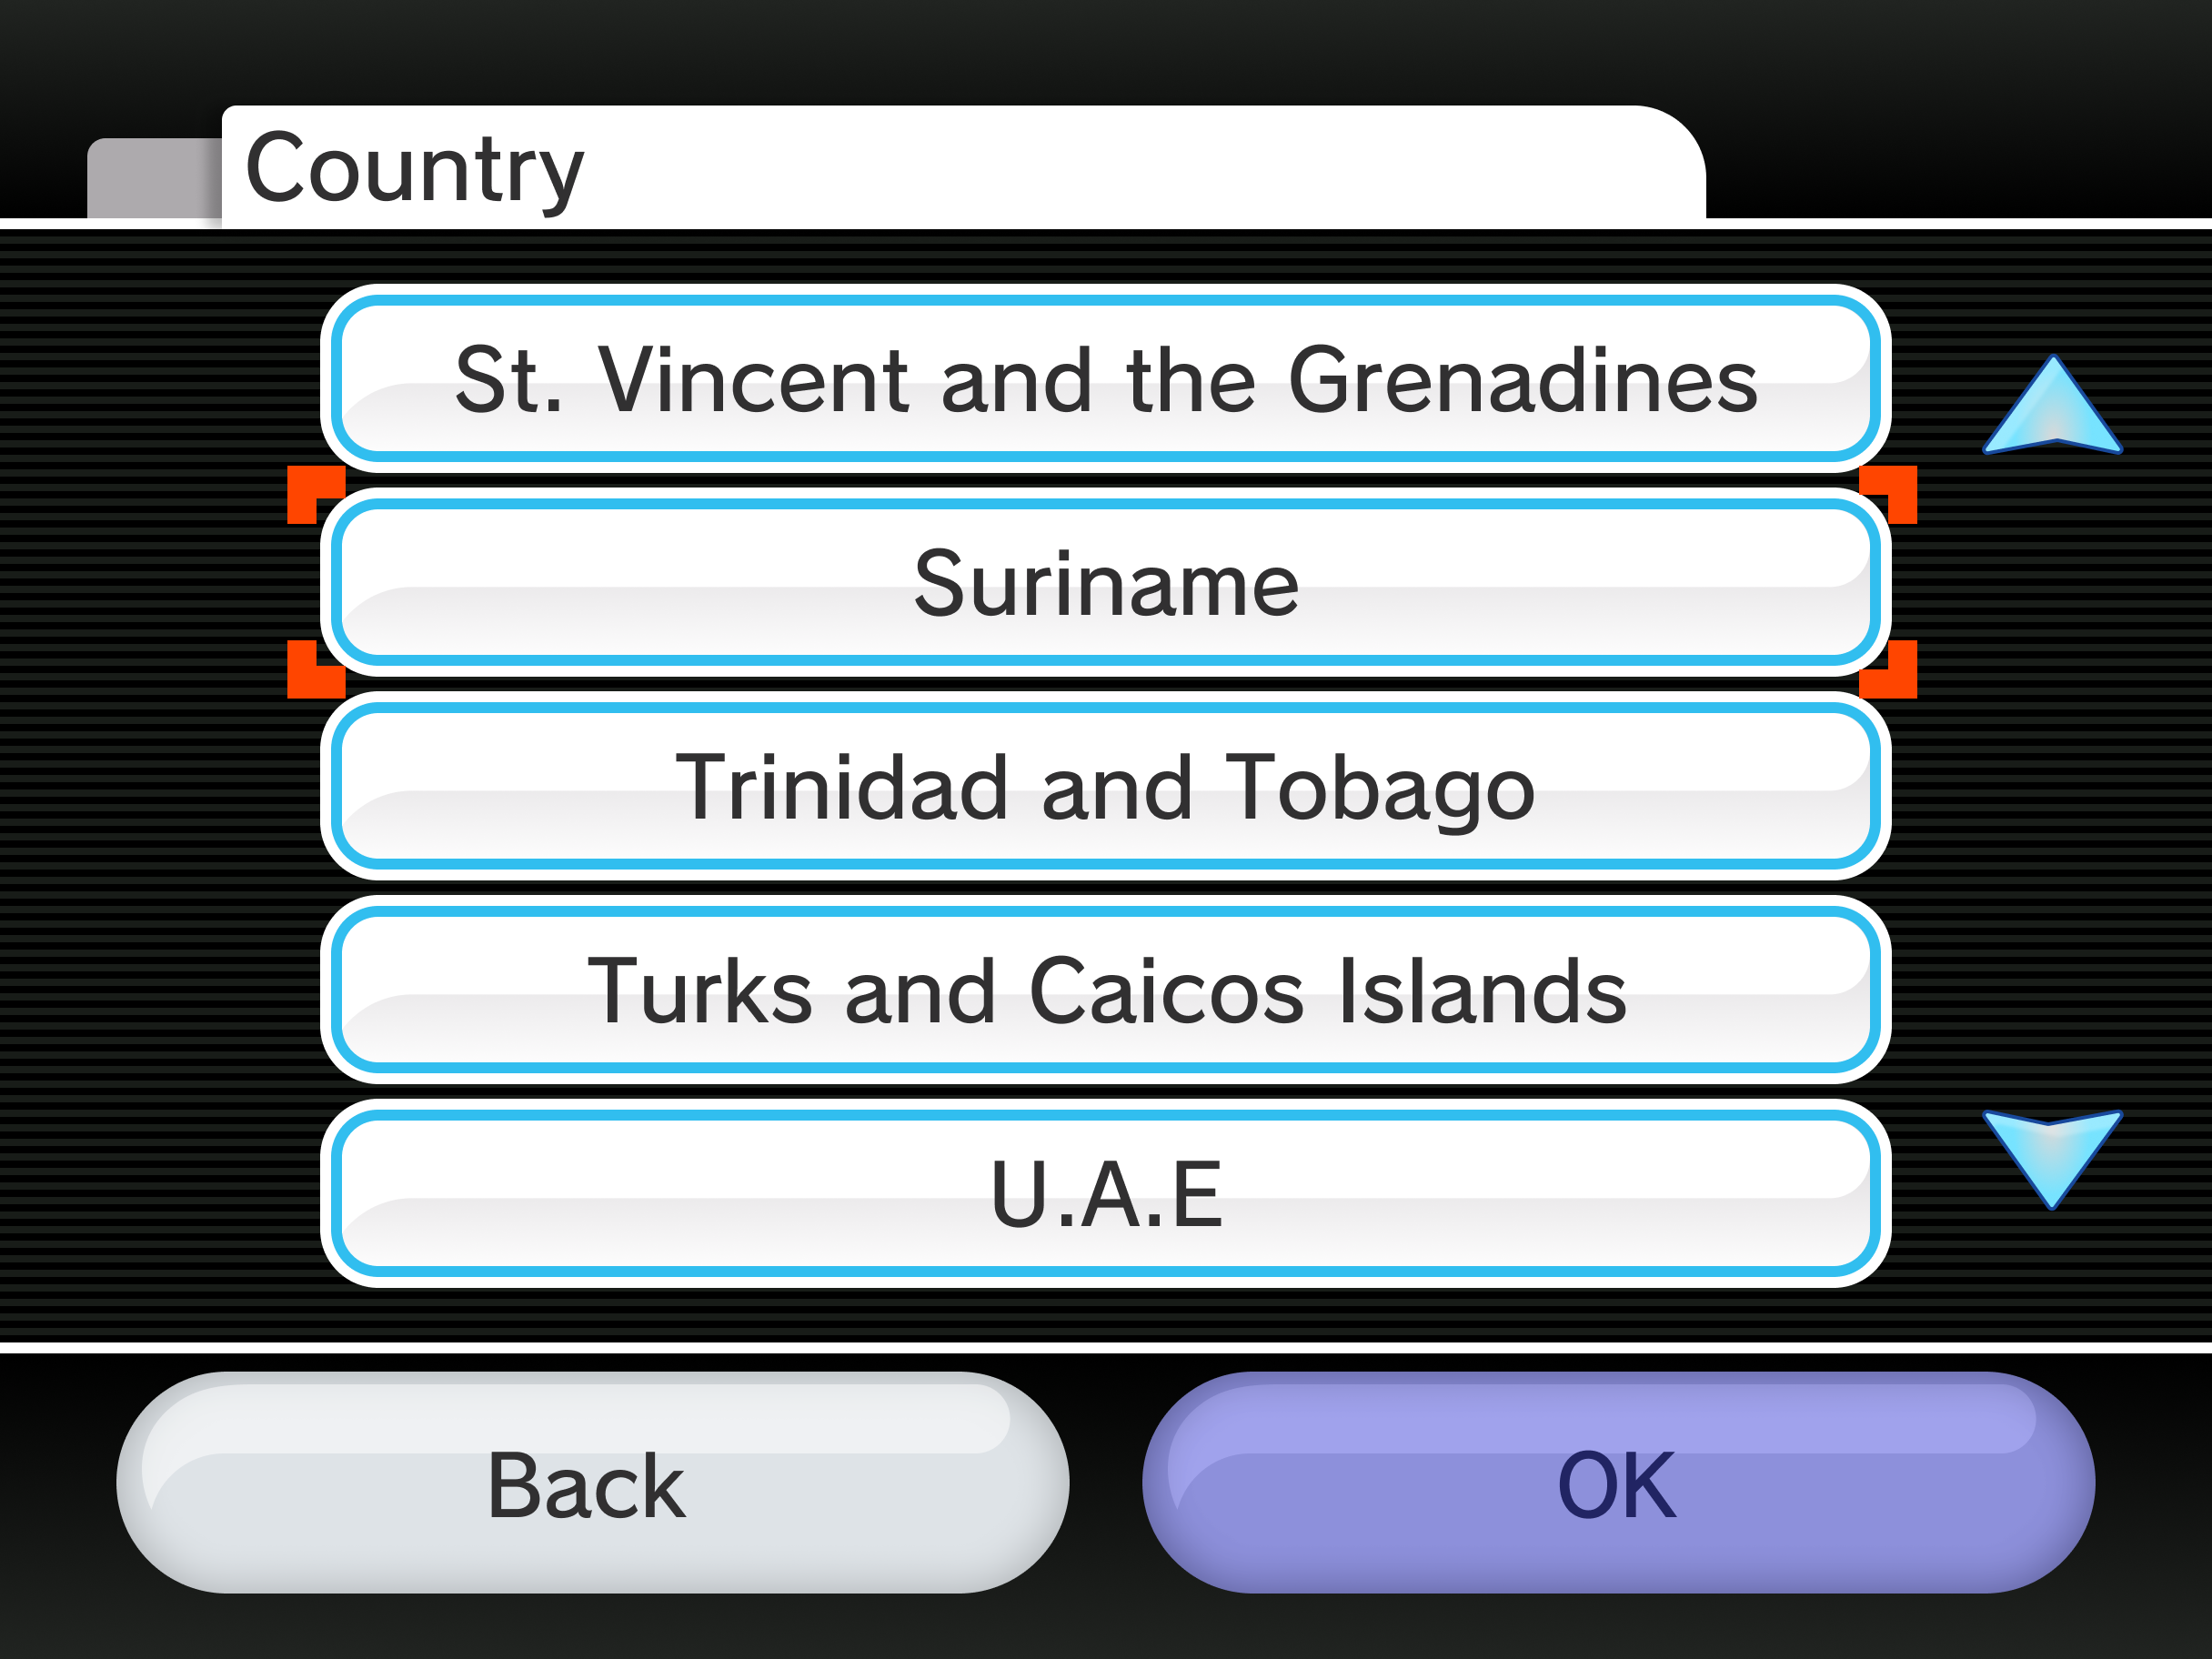 Country
St. Vincent and the Grenadines
Suriname
Trinidad and Tobago
Turks and Caicos Islands
U.A.E
Back
OK